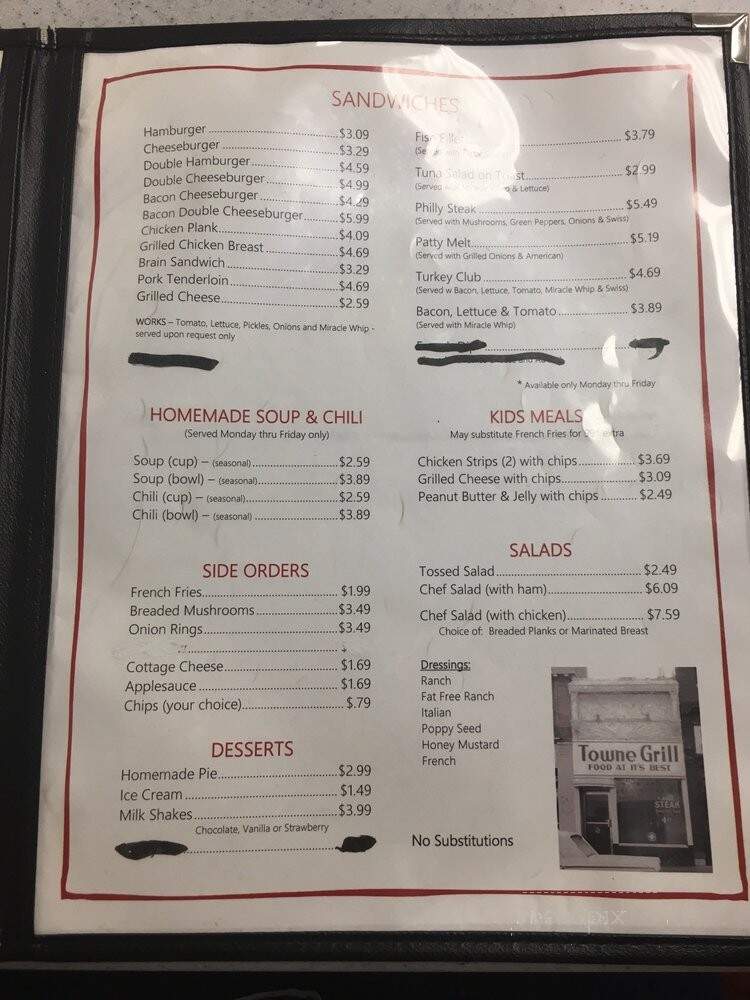 SANDWICHES
Hamburger $3.09
Cheeseburger $3.29
Double Hamburger $4.59
Double Cheeseburger $4.99
Bacon Cheeseburger $4.29
Bacon Double Cheeseburger $5.99
Chicken Plank $4.09
Grilled Chicken Breast $4.69
Brain Sandwich $3.29
Pork Tenderloin $4.69
Grilled Cheese $2.59
WORKS – Tomato, Lettuce, Pickles, Onions and Miracle Whip -
served upon request only
$3.79
Tuna Salad on Toast $2.99
(Served & Lettuce)
Philly Steak $5.49
(Served with Mushrooms, Green Peppers, Onions & Swiss)
Patty Melt $5.19
(Served with Grilled Onions & American)
Turkey Club $4.69
(Served w Bacon, Lettuce, Tomato, Miracle Whip & Swiss)
Bacon, Lettuce & Tomato $3.89
(Served with Miracle Whip)
* Available only Monday thru Friday
HOMEMADE SOUP & CHILI
(Served Monday thru Friday only)
Soup (cup) – (seasonal) $2.59
Soup (bowl) – (seasonal) $3.89
Chili (cup) – (seasonal) $2.59
Chili (bowl) – (seasonal) $3.89
KIDS MEALS
May substitute French Fries for extra
Chicken Strips (2) with chips $3.69
Grilled Cheese with chips $3.09
Peanut Butter & Jelly with chips $2.49
SIDE ORDERS
French Fries $1.99
Breaded Mushrooms $3.49
Onion Rings $3.49
Cottage Cheese $1.69
Applesauce $1.69
Chips (your choice) $.79
SALADS
Tossed Salad $2.49
Chef Salad (with ham) $6.09
Chef Salad (with chicken) $7.59
Choice of: Breaded Planks or Marinated Breast
Dressings:
Ranch
Fat Free Ranch
Italian
Poppy Seed
Honey Mustard
French
DESSERTS
Homemade Pie $2.99
Ice Cream $1.49
Milk Shakes $3.99
Chocolate, Vanilla or Strawberry
No Substitutions
Towne Grill
FOOD AT IT'S BEST
STEAK